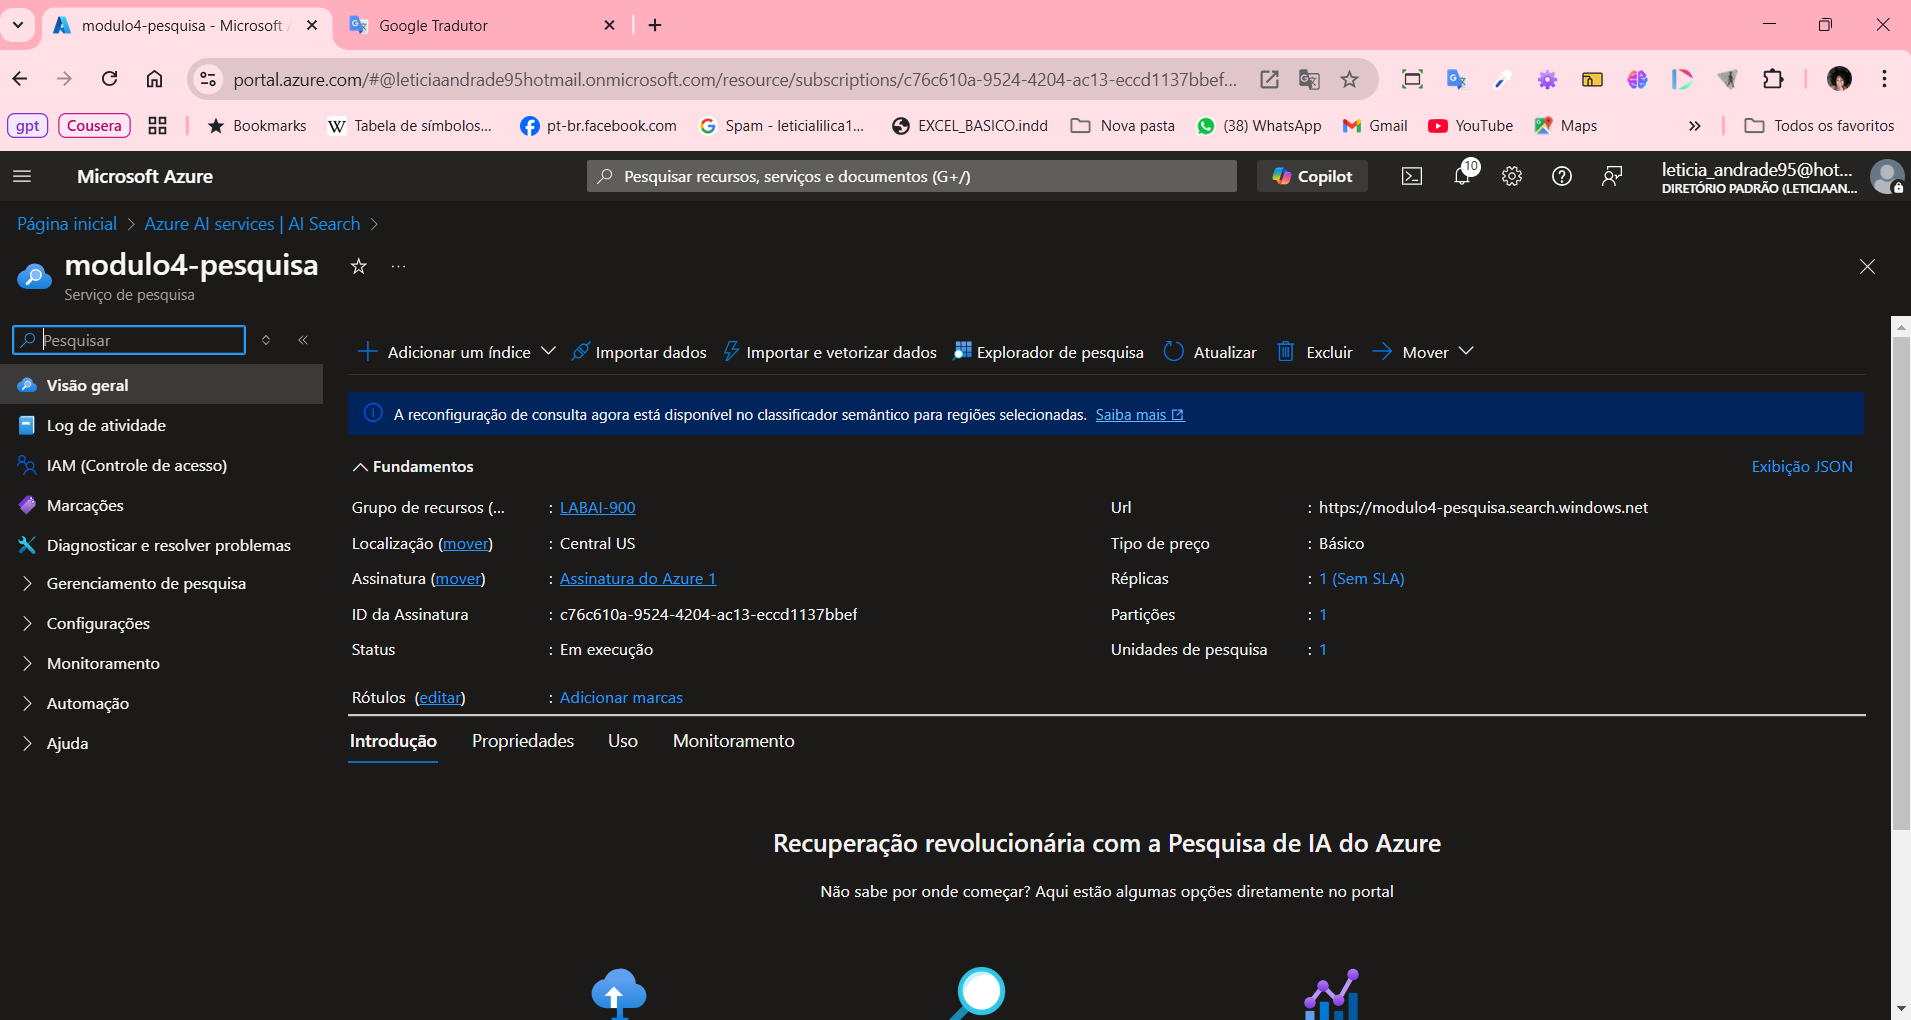 modulo4-pesquisa - Microsoft
Google Tradutor
portal.azure.com/#@leticiaandrade95hotmail.onmicrosoft.com/resource/subscriptions/c76c610a-9524-4204-ac13-eccd1137bbef...
gpt
Cousera
Bookmarks
Tabela de símbolos...
pt-br.facebook.com
Spam - leticialilica1...
EXCEL_BASICO.indd
Nova pasta
(38) WhatsApp
Gmail
YouTube
Maps
Todos os favoritos
Microsoft Azure
Pesquisar recursos, serviços e documentos (G+/)
Copilot
10
leticia_andrade95@hot...
DIRETÓRIO PADRÃO (LETICIAAN...
Página inicial > Azure AI services | AI Search >
modulo4-pesquisa
Serviço de pesquisa
Pesquisar
Visão geral
Log de atividade
IAM (Controle de acesso)
Marcações
Diagnosticar e resolver problemas
Gerenciamento de pesquisa
Configurações
Monitoramento
Automação
Ajuda
Adicionar um índice
Importar dados
Importar e vetorizar dados
Explorador de pesquisa
Atualizar
Excluir
Mover
A reconfiguração de consulta agora está disponível no classificador semântico para regiões selecionadas. Saiba mais
Fundamentos
Exibição JSON
Grupo de recursos (... : LABAI-900
Localização (mover) : Central US
Assinatura (mover) : Assinatura do Azure 1
ID da Assinatura : c76c610a-9524-4204-ac13-eccd1137bbef
Status : Em execução
Rótulos (editar) : Adicionar marcas
Url : https://modulo4-pesquisa.search.windows.net
Tipo de preço : Básico
Réplicas : 1 (Sem SLA)
Partições : 1
Unidades de pesquisa : 1
Introdução
Propriedades
Uso
Monitoramento
Recuperação revolucionária com a Pesquisa de IA do Azure
Não sabe por onde começar? Aqui estão algumas opções diretamente no portal